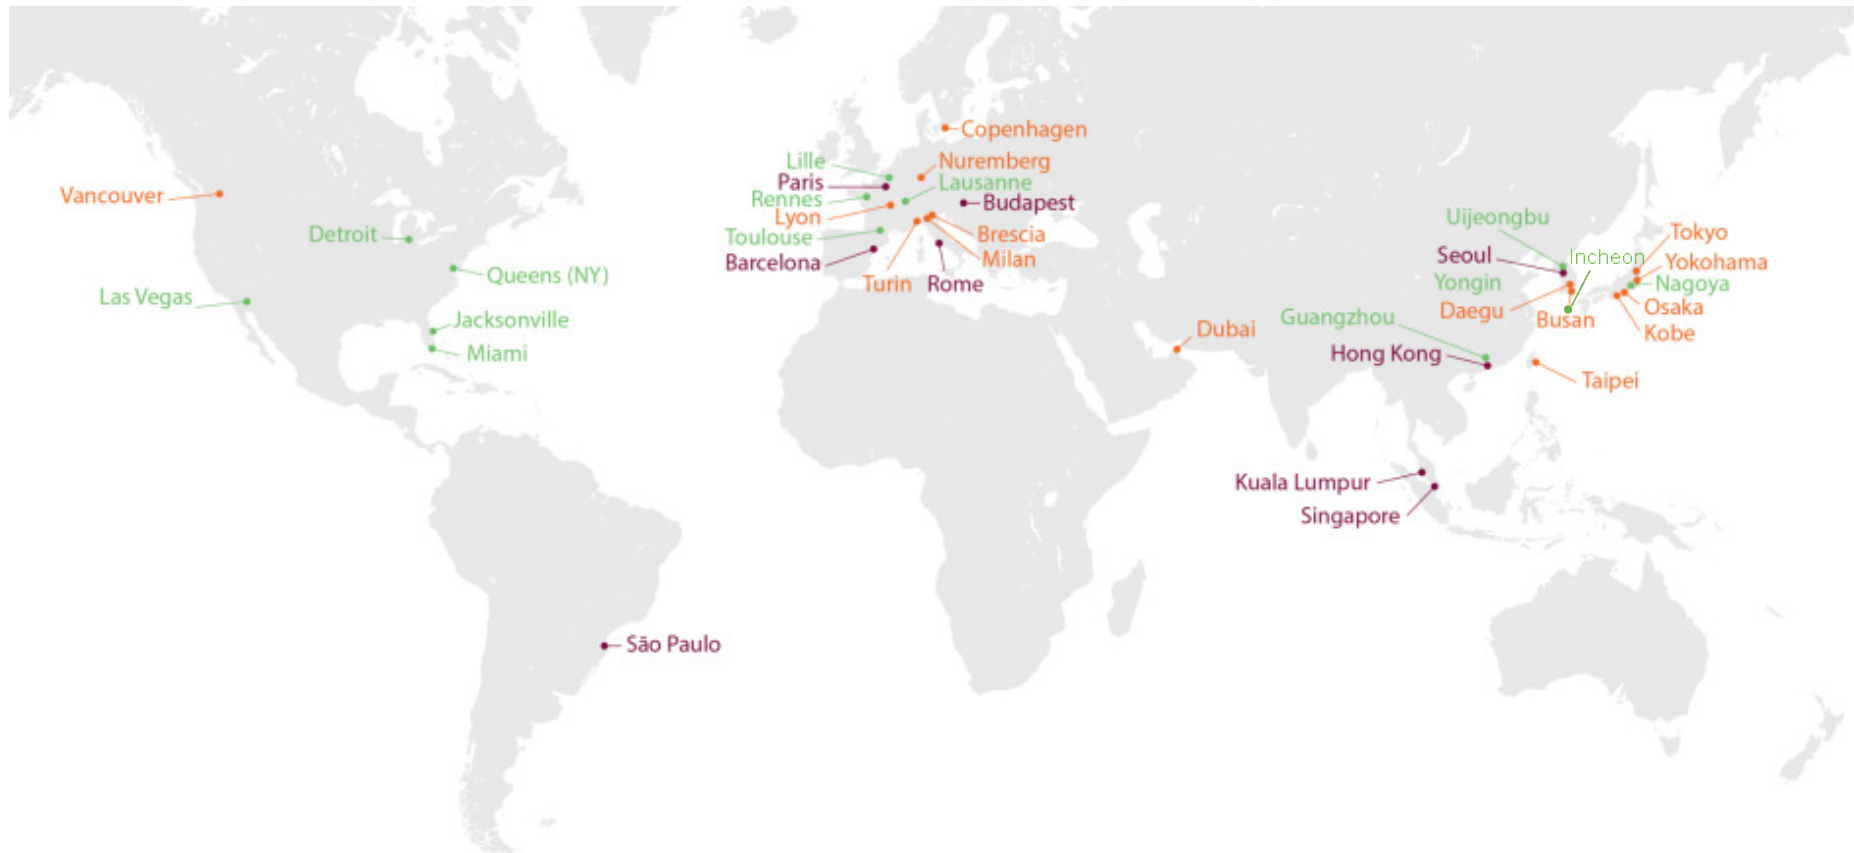 Copenhagen
Lille
Nuremberg
Paris
Lausanne
Vancouver
Rennes
Budapest
Lyon
Uijeongbu
Detroit
Toulouse
Brescia
Tokyo
Barcelona
Milan
Seoul
Incheon
Yokohama
Queens (NY)
Turin
Rome
Yongin
Nagoya
Las Vegas
Daegu
Osaka
Jacksonville
Guangzhou
Busan
Dubai
Kobe
Miami
Hong Kong
Taipei
Kuala Lumpur
Singapore
São Paulo